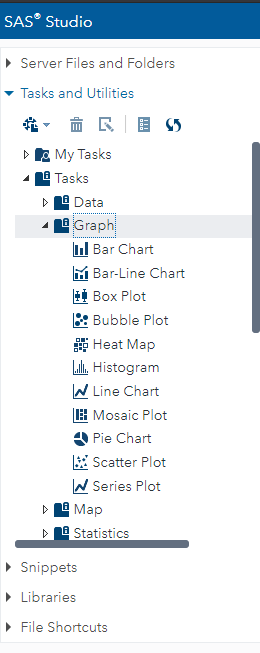 SAS® Studio
Server Files and Folders
Tasks and Utilities
My Tasks
Tasks
Data
Graph
Bar Chart
Bar-Line Chart
Box Plot
Bubble Plot
Heat Map
Histogram
Line Chart
Mosaic Plot
Pie Chart
Scatter Plot
Series Plot
Map
Statistics
Snippets
Libraries
File Shortcuts